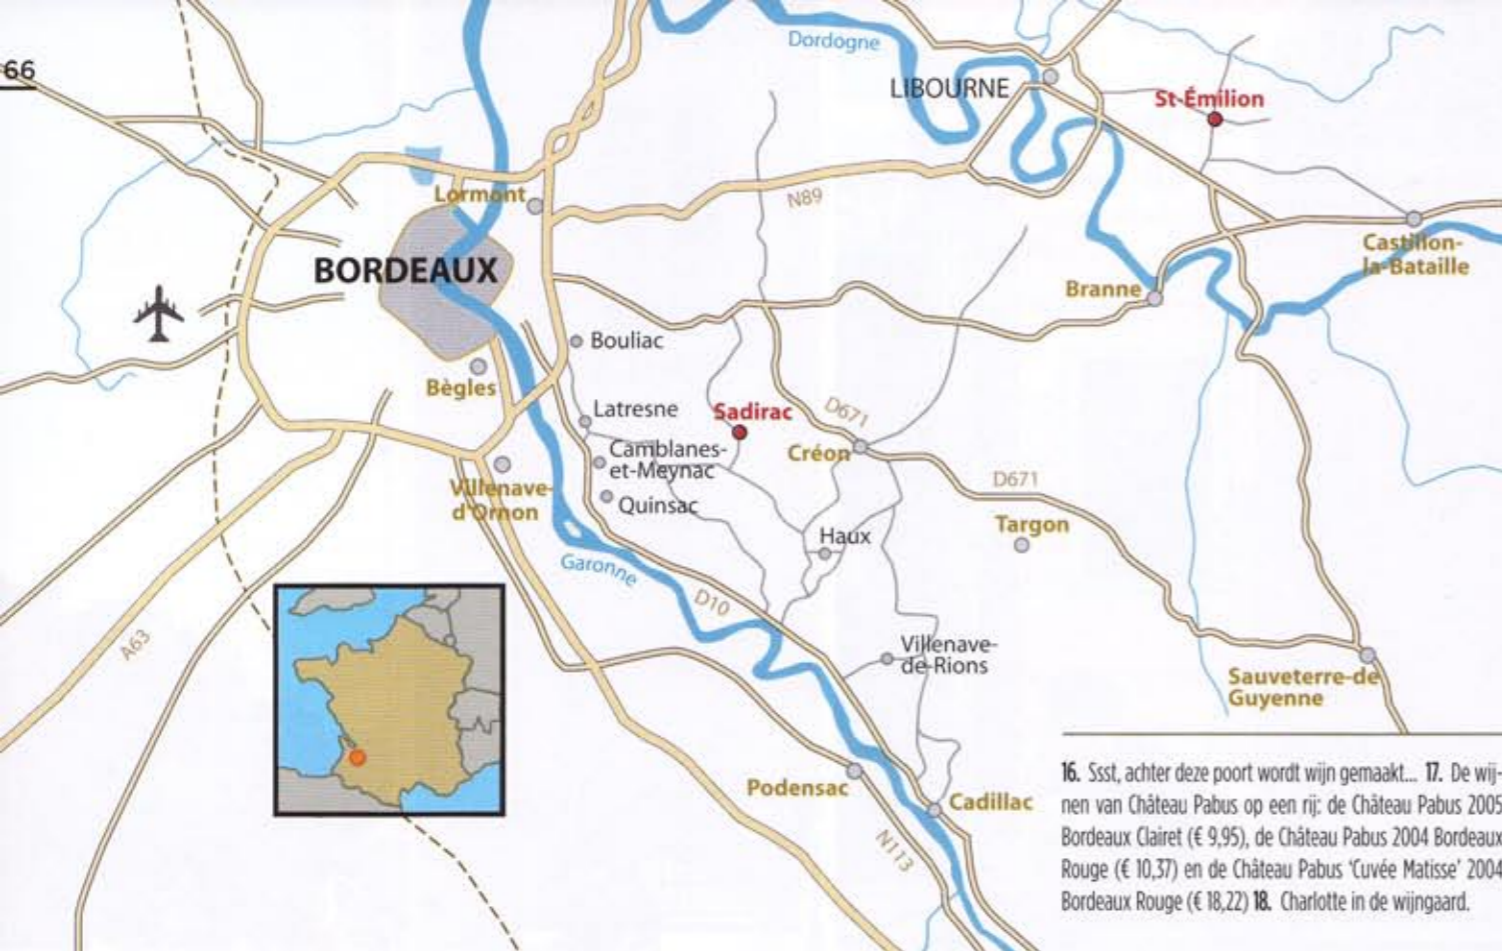 66
Dordogne
LIBOURNE
St-Émilion
Lormont
N89
BORDEAUX
Castillon-
la-Bataille
Branne
Bouliac
Bègles
Latresne
Sadirac
D671
Camblanes-
et-Meynac
Créon
Villenave-
d'Ornon
Quinsac
D671
Targon
Haux
Garonne
D10
A63
Villenave-
de-Rions
Sauveterre-de
Guyenne
Podensac
Cadillac
N113
16. Ssst, achter deze poort wordt wijn gemaakt... 17. De wij-
nen van Château Pabus op een rij: de Château Pabus 2005
Bordeaux Clairet (€ 9,95), de Château Pabus 2004 Bordeaux
Rouge (€ 10,37) en de Château Pabus ‘Cuvée Matisse’ 2004
Bordeaux Rouge (€ 18,22) 18. Charlotte in de wijngaard.